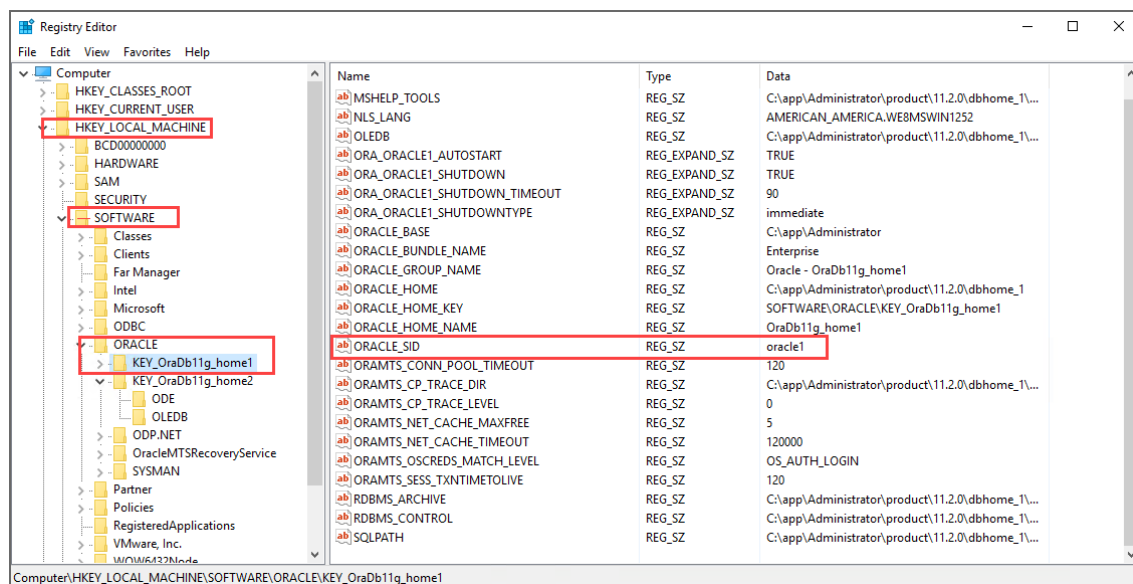 Registry Editor
File Edit View Favorites Help
Computer
HKEY_CLASSES_ROOT
HKEY_CURRENT_USER
HKEY_LOCAL_MACHINE
BCD00000000
HARDWARE
SAM
SECURITY
SOFTWARE
Classes
Clients
Far Manager
Intel
Microsoft
ODBC
ORACLE
KEY_OraDb11g_home1
KEY_OraDb11g_home2
ODE
OLEDB
ODP.NET
OracleMTSRecoveryService
SYSMAN
Partner
Policies
RegisteredApplications
VMware, Inc.
WOW6432Node
Name Type Data
MSHELP_TOOLS REG_SZ C:\app\Administrator\product\11.2.0\dbhome_1\...
NLS_LANG REG_SZ AMERICAN_AMERICA.WE8MSWIN1252
OLEDB REG_SZ C:\app\Administrator\product\11.2.0\dbhome_1\...
ORA_ORACLE1_AUTOSTART REG_EXPAND_SZ TRUE
ORA_ORACLE1_SHUTDOWN REG_EXPAND_SZ TRUE
ORA_ORACLE1_SHUTDOWN_TIMEOUT REG_EXPAND_SZ 90
ORA_ORACLE1_SHUTDOWNTYPE REG_EXPAND_SZ immediate
ORACLE_BASE REG_SZ C:\app\Administrator
ORACLE_BUNDLE_NAME REG_SZ Enterprise
ORACLE_GROUP_NAME REG_SZ Oracle - OraDb11g_home1
ORACLE_HOME REG_SZ C:\app\Administrator\product\11.2.0\dbhome_1
ORACLE_HOME_KEY REG_SZ SOFTWARE\ORACLE\KEY_OraDb11g_home1
ORACLE_HOME_NAME REG_SZ OraDb11g_home1
ORACLE_SID REG_SZ oracle1
ORAMTS_CONN_POOL_TIMEOUT REG_SZ 120
ORAMTS_CP_TRACE_DIR REG_SZ C:\app\Administrator\product\11.2.0\dbhome_1\...
ORAMTS_CP_TRACE_LEVEL REG_SZ 0
ORAMTS_NET_CACHE_MAXFREE REG_SZ 5
ORAMTS_NET_CACHE_TIMEOUT REG_SZ 120000
ORAMTS_OSCREDS_MATCH_LEVEL REG_SZ OS_AUTH_LOGIN
ORAMTS_SESS_TXNTIMETOLIVE REG_SZ 120
RDBMS_ARCHIVE REG_SZ C:\app\Administrator\product\11.2.0\dbhome_1\...
RDBMS_CONTROL REG_SZ C:\app\Administrator\product\11.2.0\dbhome_1\...
SQLPATH REG_SZ C:\app\Administrator\product\11.2.0\dbhome_1\...
Computer\HKEY_LOCAL_MACHINE\SOFTWARE\ORACLE\KEY_OraDb11g_home1